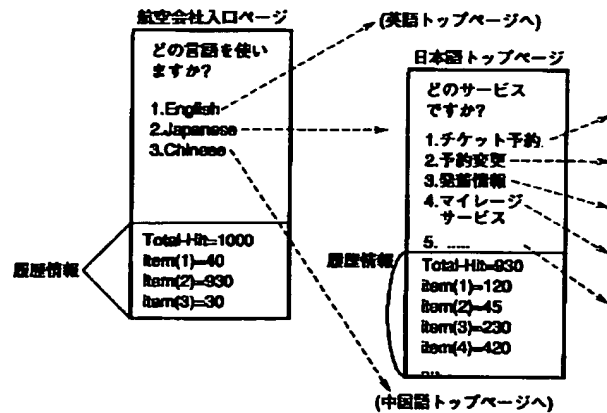 航空会社入口ページ
どの言語を使い
ますか?
1.English
2.Japanese
3.Chinese
履歴情報
Total-Hit=1000
item(1)=40
item(2)=930
item(3)=30
(英語トップページへ)
日本語トップページ
どのサービス
ですか?
1.チケット予約
2.予約変更
3.発着情報
4.マイレージ
サービス
5. .....
履歴情報
Total-Hit=930
item(1)=120
item(2)=45
item(3)=230
item(4)=420
(中国語トップページへ)